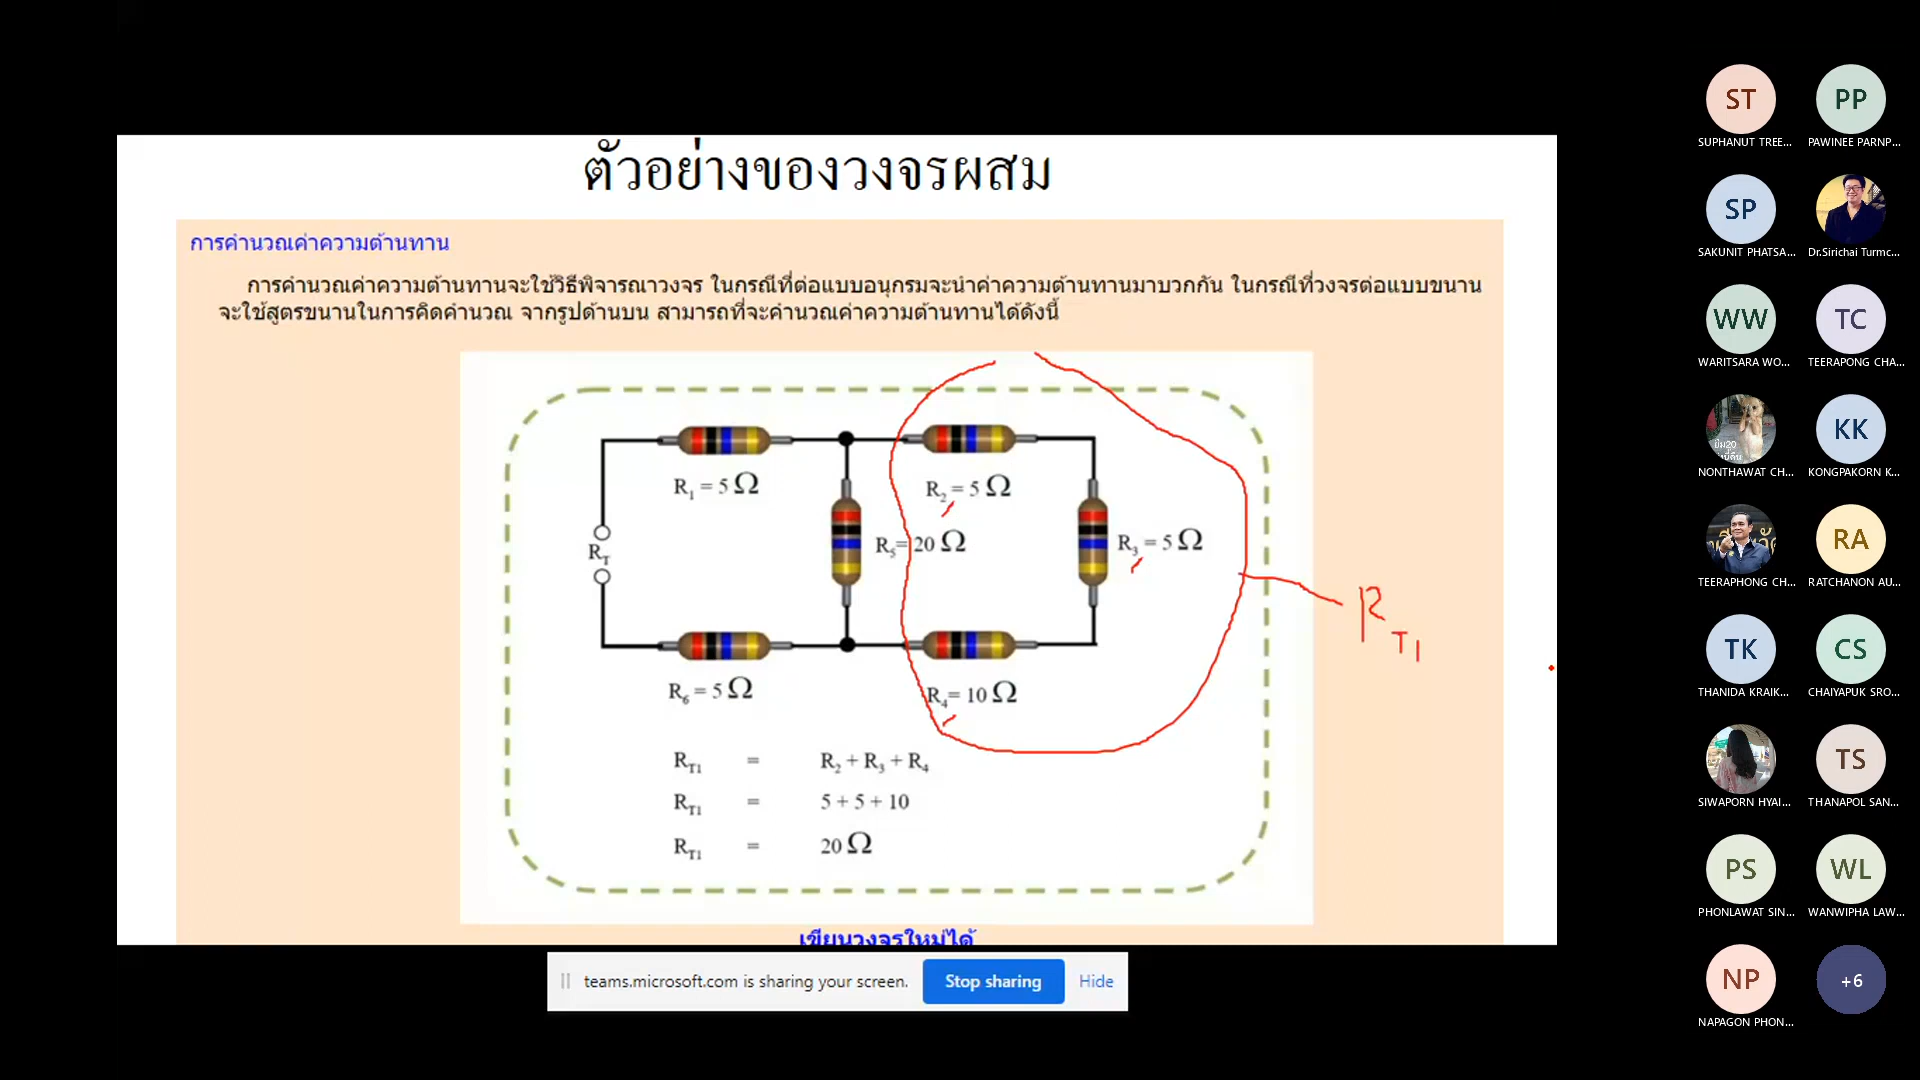 ตัวอย่างของวงจรผสม
การคำนวณค่าความต้านทาน
การคำนวณค่าความต้านทานจะใช้วิธีพิจารณาวงจร ในกรณีที่ต่อแบบอนุกรมจะนำค่าความต้านทานมาบวกกัน ในกรณีที่วงจรต่อแบบขนาน
จะใช้สูตรขนานในการคิดคำนวณ จากรูปด้านบน สามารถที่จะคำนวณค่าความต้านทานได้ดังนี้
R1 = 5 Ω
R2 = 5 Ω
RT
R5= 20 Ω
R3 = 5 Ω
R6 = 5 Ω
R4= 10 Ω
RT1
RT1 = R2 + R3 + R4
RT1 = 5 + 5 + 10
RT1 = 20 Ω
เขียนวงจรใหม่ได้
teams.microsoft.com is sharing your screen. Stop sharing Hide
ST PP
SUPHANUT TREE... PAWINEE PARNP...
SP
SAKUNIT PHATSA... Dr.Sirichai Turmc...
WW TC
WARITSARA WO... TEERAPONG CHA...
KK
NONTHAWAT CH... KONGPAKORN K...
RA
TEERAPHONG CH... RATCHANON AU...
TK CS
THANIDA KRAIK... CHAIYAPUK SRO...
TS
SIWAPORN HYAI... THANAPOL SAN...
PS WL
PHONLAWAT SIN... WANWIPHA LAW...
NP +6
NAPAGON PHON...